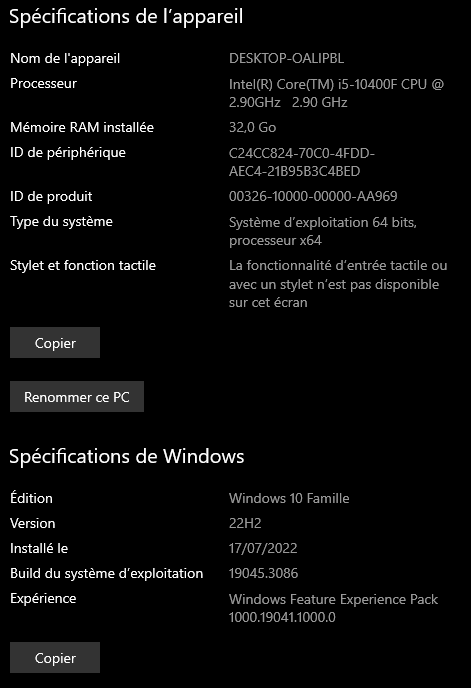 Spécifications de l’appareil
Nom de l'appareil DESKTOP-OALIPBL
Processeur Intel(R) Core(TM) i5-10400F CPU @
2.90GHz 2.90 GHz
Mémoire RAM installée 32,0 Go
ID de périphérique C24CC824-70C0-4FDD-
AEC4-21B95B3C4BED
ID de produit 00326-10000-00000-AA969
Type du système Système d’exploitation 64 bits,
processeur x64
Stylet et fonction tactile La fonctionnalité d’entrée tactile ou
avec un stylet n’est pas disponible
sur cet écran
Copier
Renommer ce PC
Spécifications de Windows
Édition Windows 10 Famille
Version 22H2
Installé le 17/07/2022
Build du système d’exploitation 19045.3086
Expérience Windows Feature Experience Pack
1000.19041.1000.0
Copier